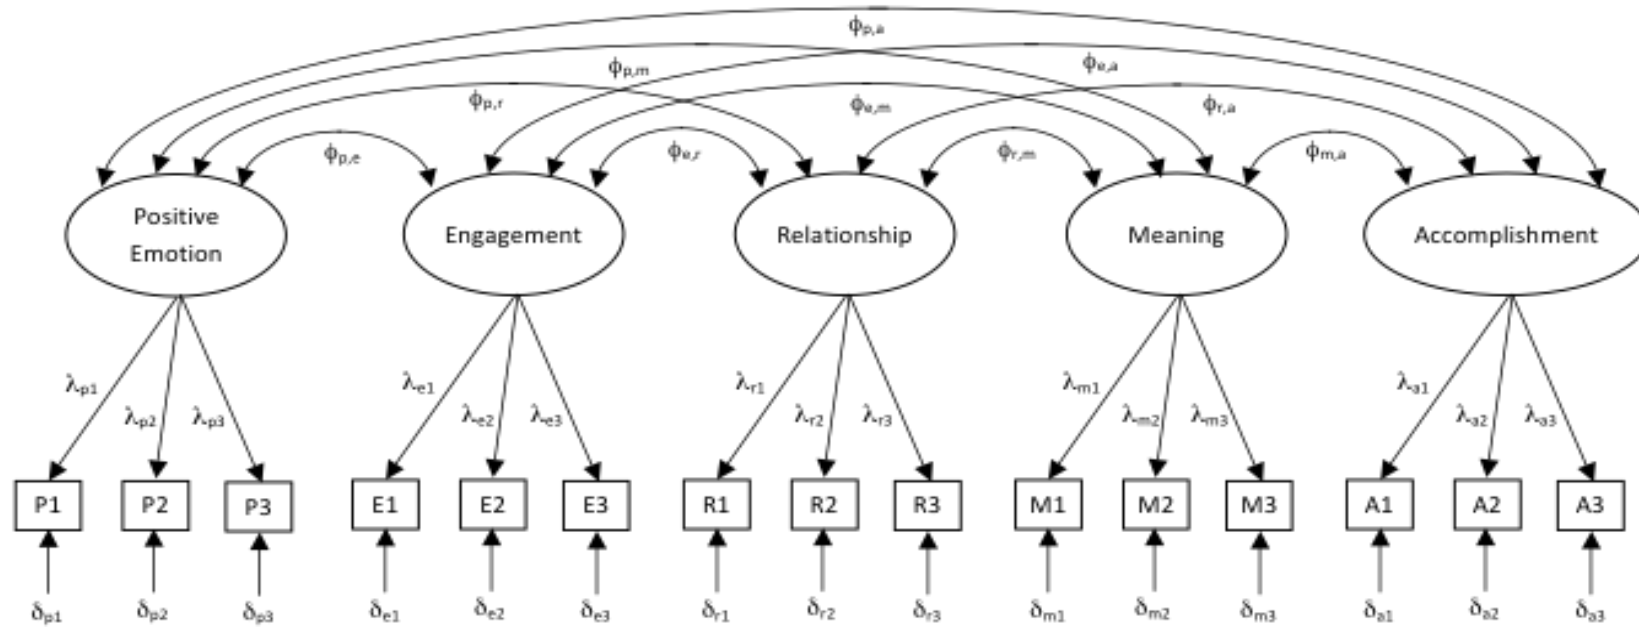 ϕp,a
ϕp,m ϕe,a
ϕp,r ϕe,m ϕr,a
ϕp,e ϕe,r ϕr,m ϕm,a
Positive
Emotion
Engagement
Relationship
Meaning
Accomplishment
λp1 λp2 λp3
λe1 λe2 λe3
λr1 λr2 λr3
λm1 λm2 λm3
λa1 λa2 λa3
P1 P2 P3 E1 E2 E3 R1 R2 R3 M1 M2 M3 A1 A2 A3
δp1 δp2 δp3 δe1 δe2 δe3 δr1 δr2 δr3 δm1 δm2 δm3 δa1 δa2 δa3